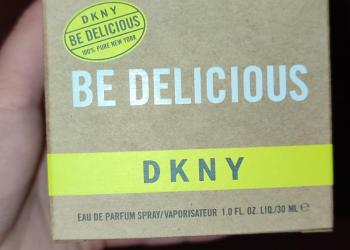 DKNY
BE DELICIOUS
100% PURE NEW YORK
BE DELICIOUS
DKNY
EAU DE PARFUM SPRAY/VAPORISATEUR 1.0 FL. OZ. LIQ./30 ML ℮